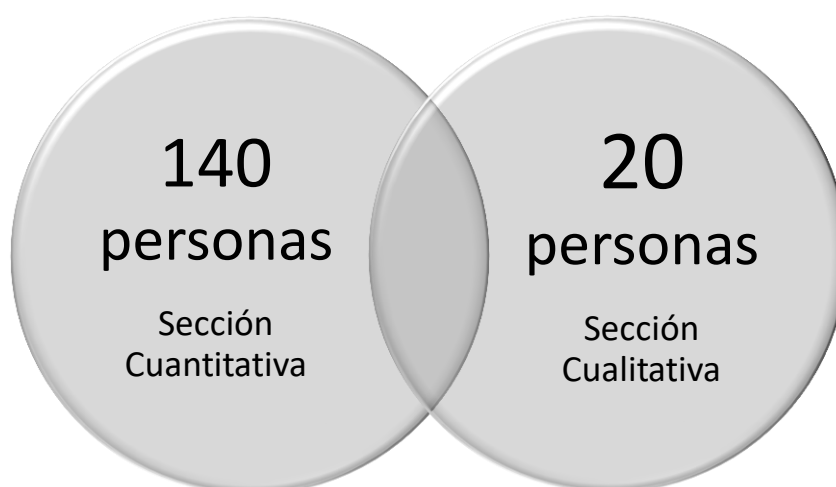 140
personas
Sección
Cuantitativa
20
personas
Sección
Cualitativa